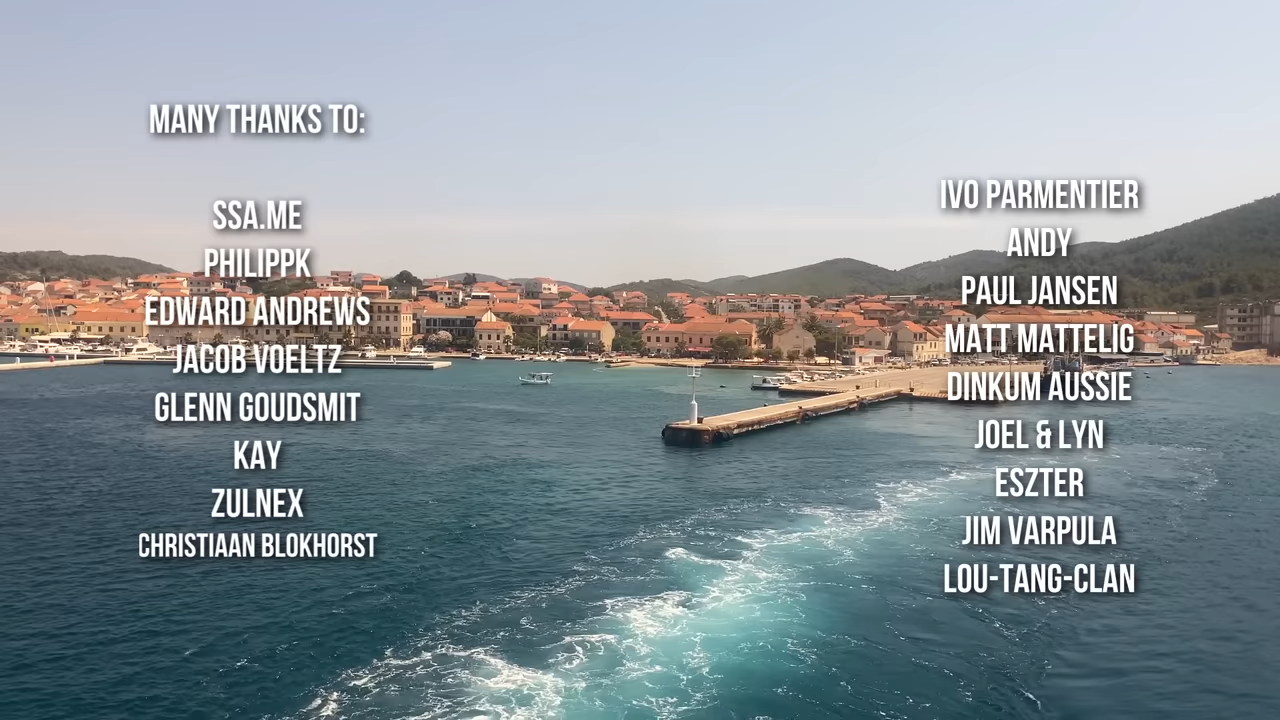 MANY THANKS TO:
SSA.ME
PHILIPPK
EDWARD ANDREWS
JACOB VOELTZ
GLENN GOUDSMIT
KAY
ZULNEX
CHRISTIAAN BLOKHORST
IVO PARMENTIER
ANDY
PAUL JANSEN
MATT MATTELIG
DINKUM AUSSIE
JOEL & LYN
ESZTER
JIM VARPULA
LOU-TANG-CLAN